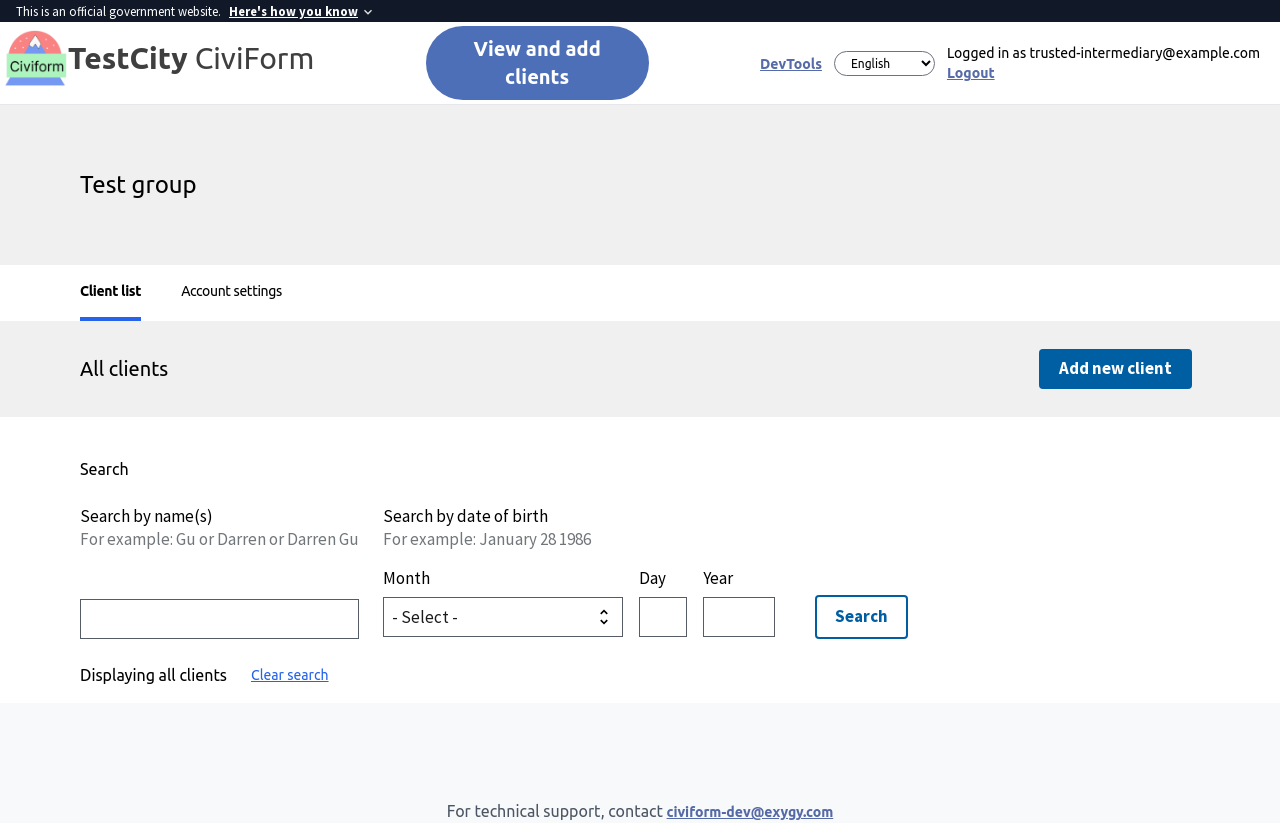 This is an official government website. Here's how you know
Civiform
TestCity CiviForm
View and add
clients
DevTools
English
Logged in as trusted-intermediary@example.com
Logout
Test group
Client list
Account settings
All clients
Add new client
Search
Search by name(s)
For example: Gu or Darren or Darren Gu
Search by date of birth
For example: January 28 1986
Month
Day
Year
- Select -
Search
Displaying all clients
Clear search
For technical support, contact civiform-dev@exygy.com